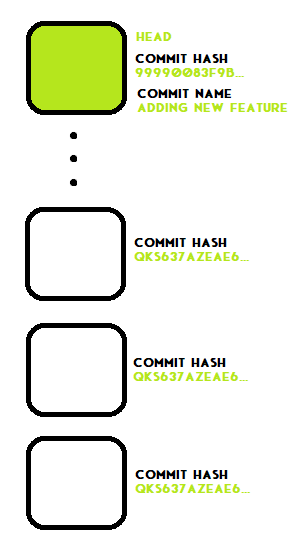 HEAD
COMMIT HASH
99990083F9B...
COMMIT NAME
ADDING NEW FEATURE
COMMIT HASH
QKS637AZEAE6...
COMMIT HASH
QKS637AZEAE6...
COMMIT HASH
QKS637AZEAE6...